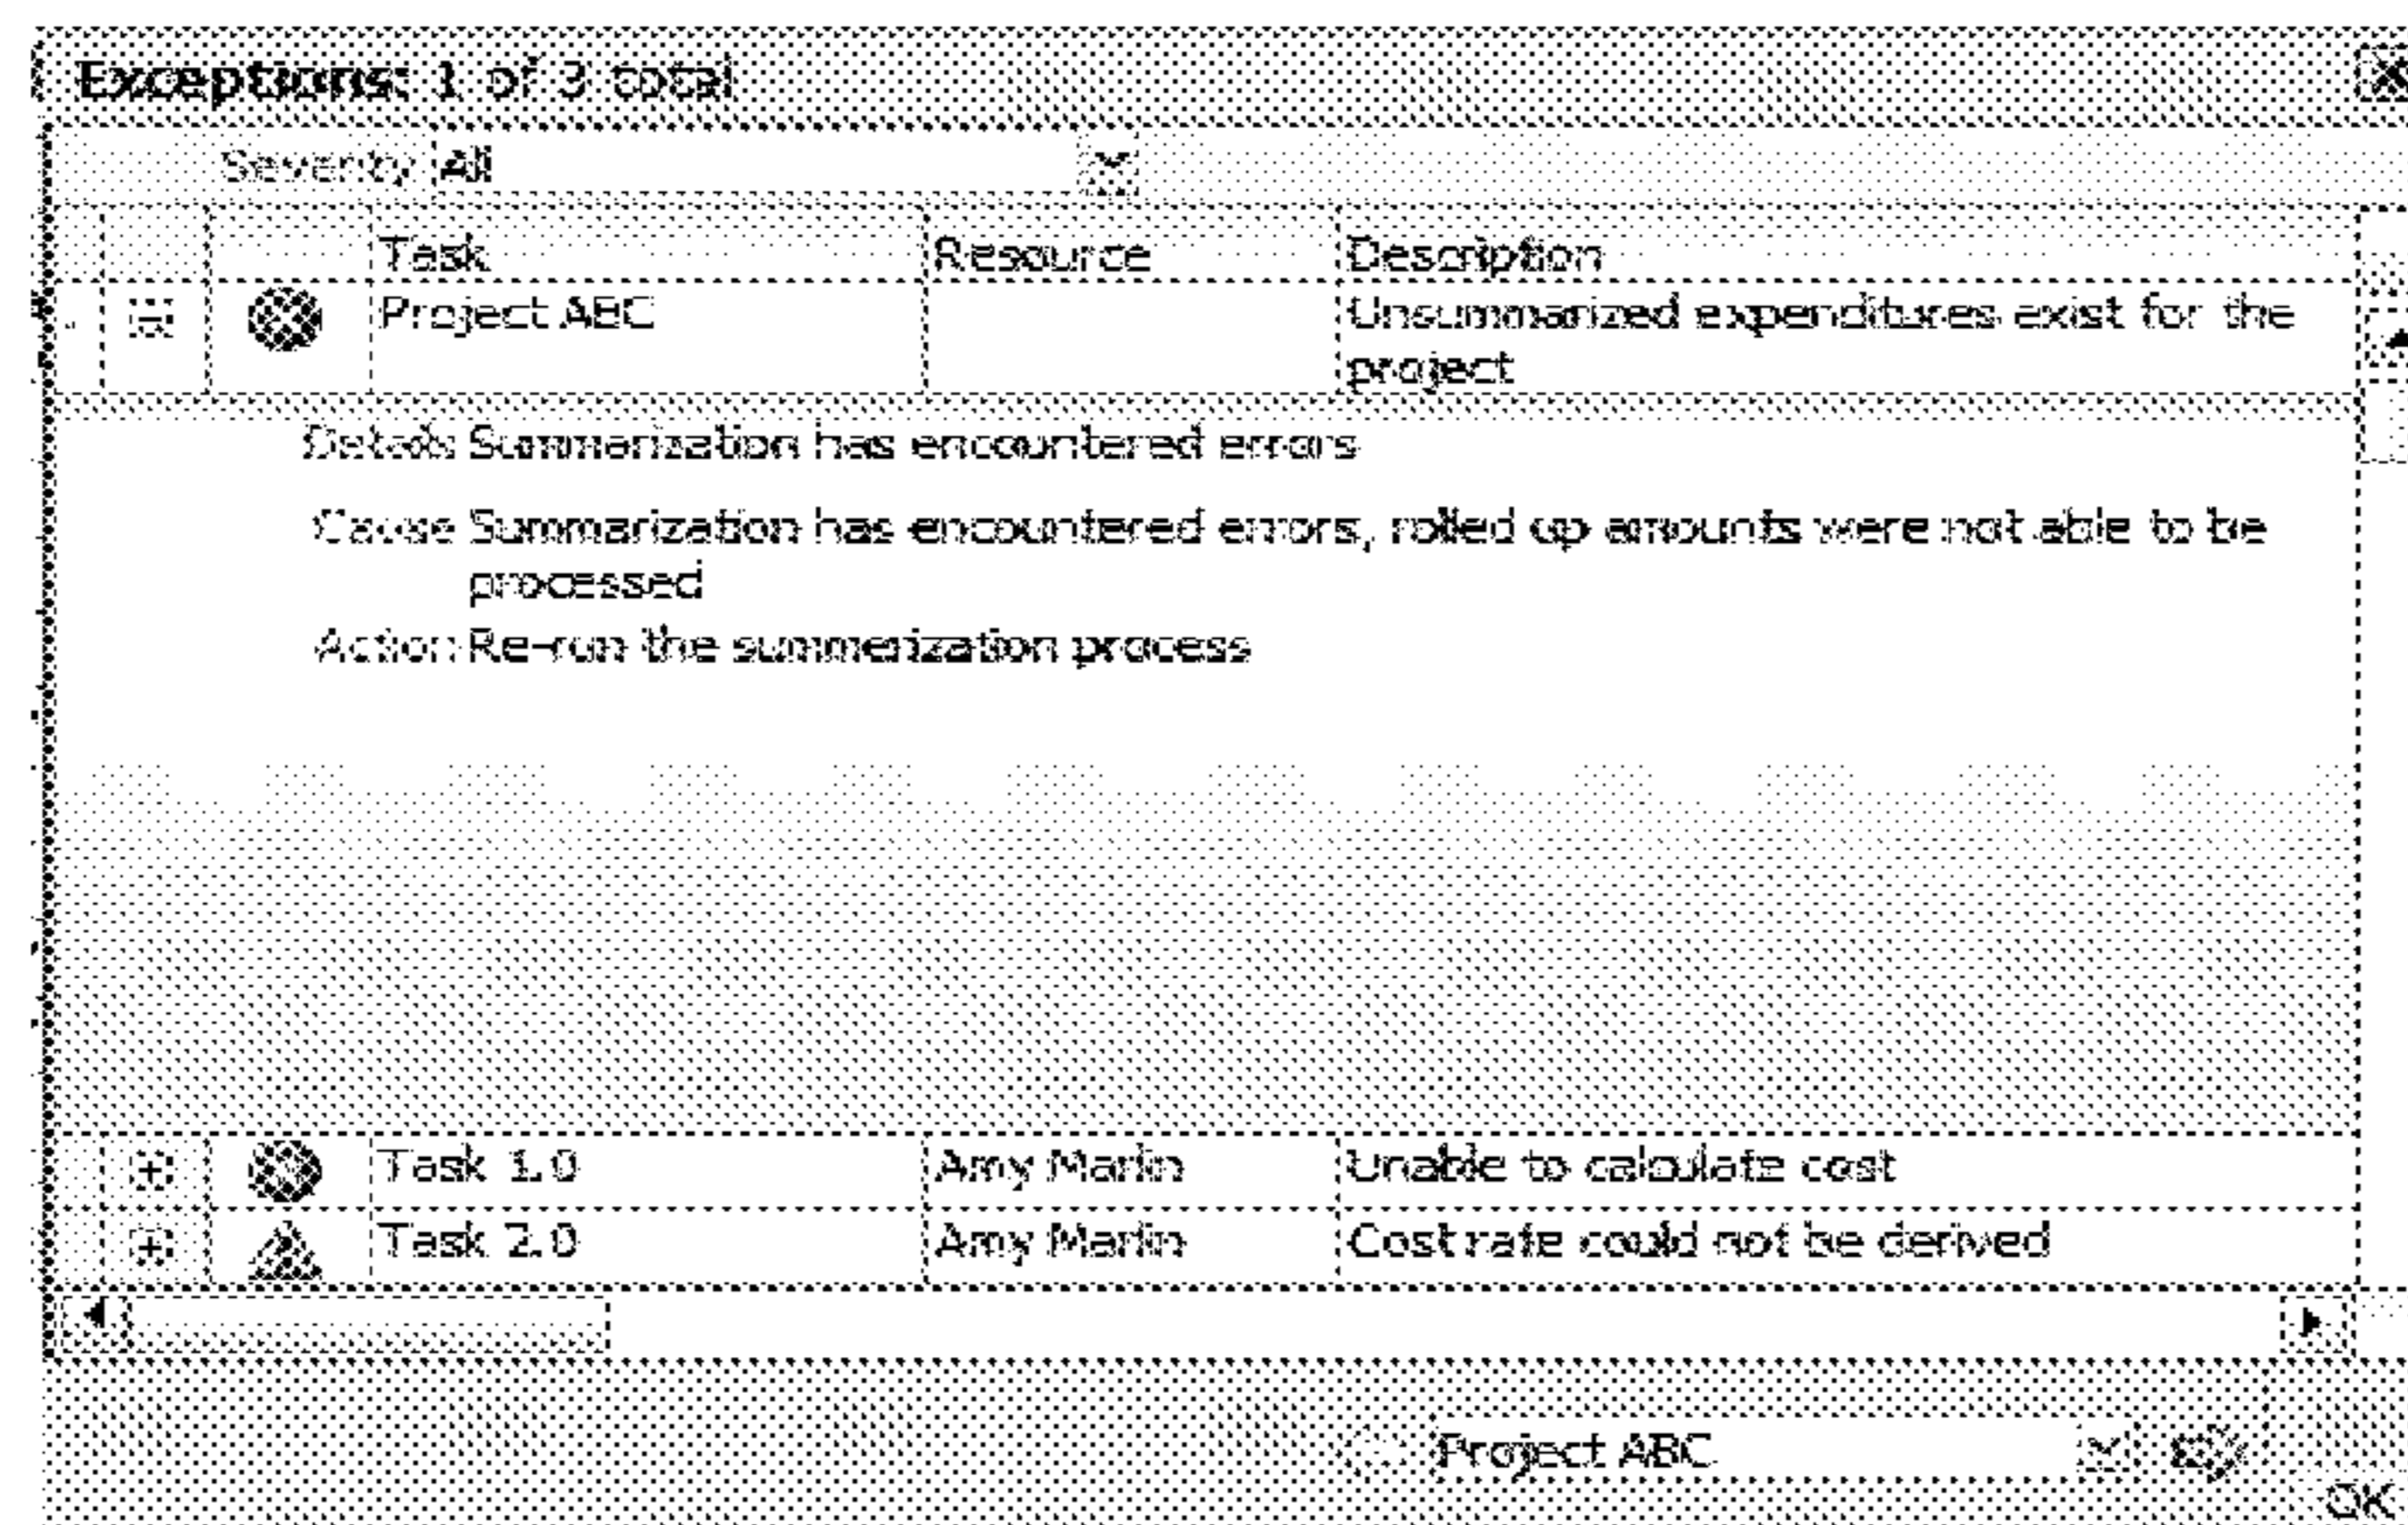 Exceptions: 1 of 3 total
Severity All
Task Resource Description
Project ABC Unsummarized expenditures exist for the
project
Details Summarization has encountered errors
Cause Summarization has encountered errors, rolled up amounts were not able to be
processed
Action Re-run the summerization process
Task 1.0 Amy Marlin Unable to calculate cost
Task 2.0 Amy Marlin Cost rate could not be derived
Project ABC
OK